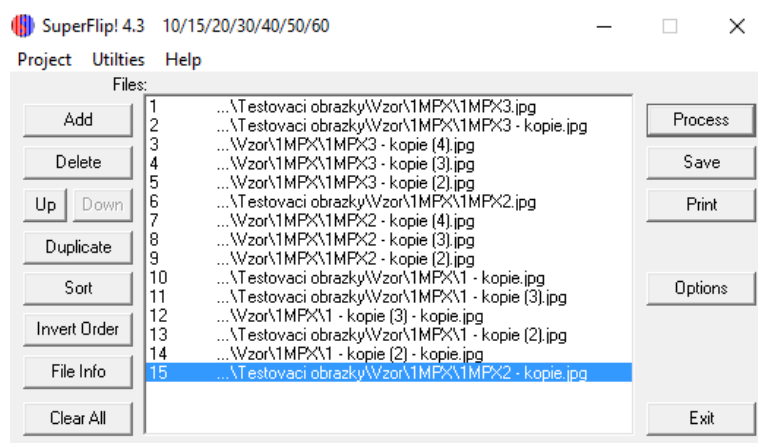 SuperFlip! 4.3 10/15/20/30/40/50/60
Project Utilties Help
Files:
Add
Delete
Up Down
Duplicate
Sort
Invert Order
File Info
Clear All
1 ...\Testovaci obrazky\Vzor\1MPX\1MPX3.jpg
2 ...\Testovaci obrazky\Vzor\1MPX\1MPX3 - kopie.jpg
3 ...\Vzor\1MPX\1MPX3 - kopie (4).jpg
4 ...\Vzor\1MPX\1MPX3 - kopie (3).jpg
5 ...\Vzor\1MPX\1MPX3 - kopie (2).jpg
6 ...\Testovaci obrazky\Vzor\1MPX\1MPX2.jpg
7 ...\Vzor\1MPX\1MPX2 - kopie (4).jpg
8 ...\Vzor\1MPX\1MPX2 - kopie (3).jpg
9 ...\Vzor\1MPX\1MPX2 - kopie (2).jpg
10 ...\Testovaci obrazky\Vzor\1MPX\1 - kopie.jpg
11 ...\Testovaci obrazky\Vzor\1MPX\1 - kopie (3).jpg
12 ...\Vzor\1MPX\1 - kopie (3) - kopie.jpg
13 ...\Testovaci obrazky\Vzor\1MPX\1 - kopie (2).jpg
14 ...\Vzor\1MPX\1 - kopie (2) - kopie.jpg
15 ...\Testovaci obrazky\Vzor\1MPX\1MPX2 - kopie.jpg
Process
Save
Print
Options
Exit